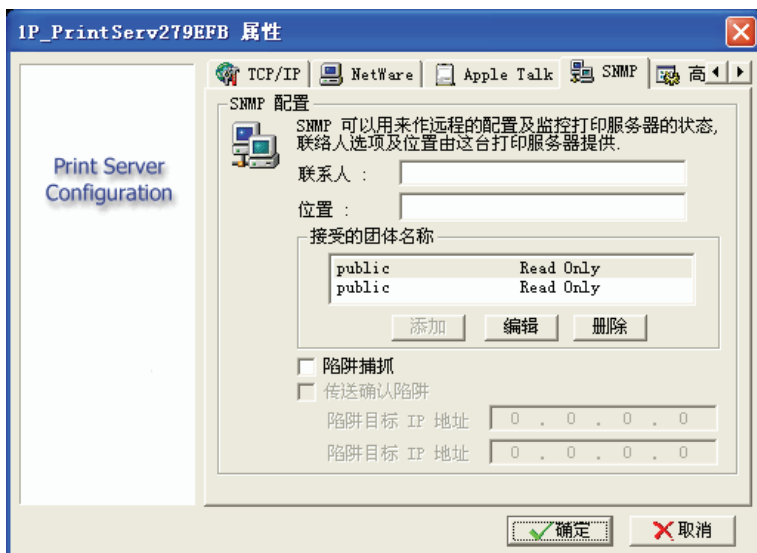 1P_PrintServ279EFB 属性
TCP/IP NetWare Apple Talk SNMP 高
Print Server
Configuration
SNMP 配置
SNMP 可以用来作远程的配置及监控打印服务器的状态,
联络人选项及位置由这台打印服务器提供.
联系人 :
位置 :
接受的团体名称
public Read Only
public Read Only
添加 编辑 删除
陷阱捕抓
传送确认陷阱
陷阱目标 IP 地址 0 . 0 . 0 . 0
陷阱目标 IP 地址 0 . 0 . 0 . 0
确定 取消